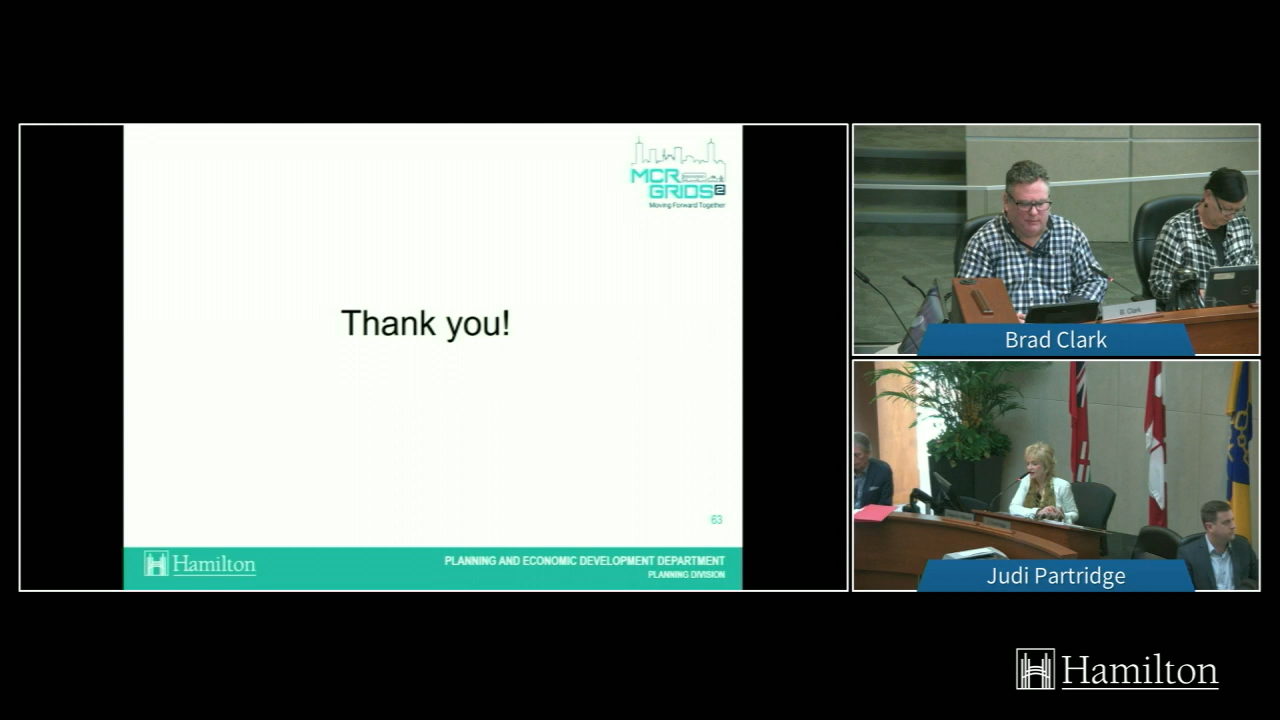 MCR
GRIDS2
Moving Forward Together
Thank you!
63
Hamilton
PLANNING AND ECONOMIC DEVELOPMENT DEPARTMENT
PLANNING DIVISION
B. Clark
Brad Clark
Judi Partridge
Hamilton